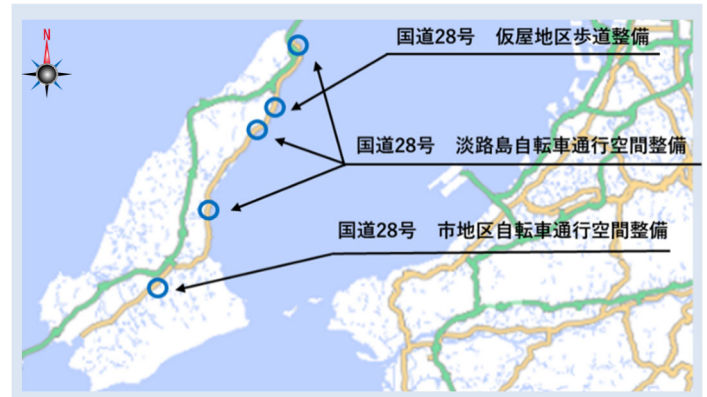 N
国道28号 仮屋地区歩道整備
国道28号 淡路島自転車通行空間整備
国道28号 市地区自転車通行空間整備